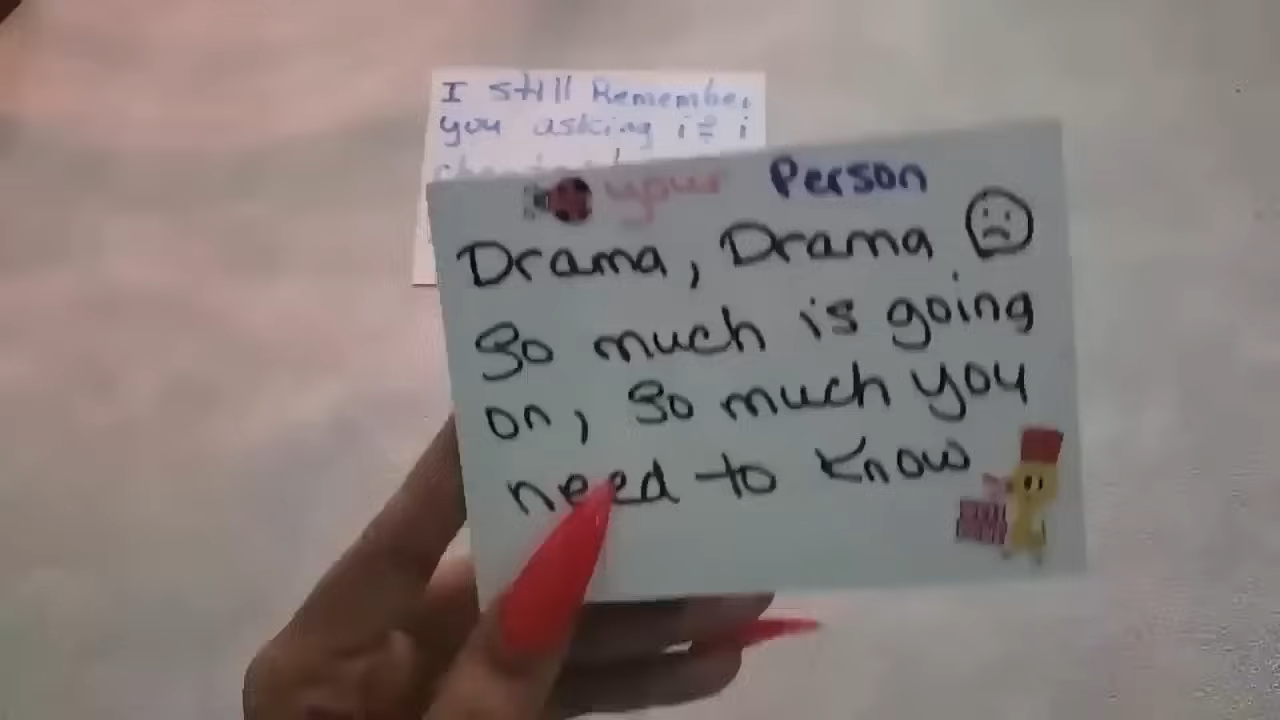 I still Remember
you asking if i
your Person
Drama, Drama
So much is going
on, So much you
need to know